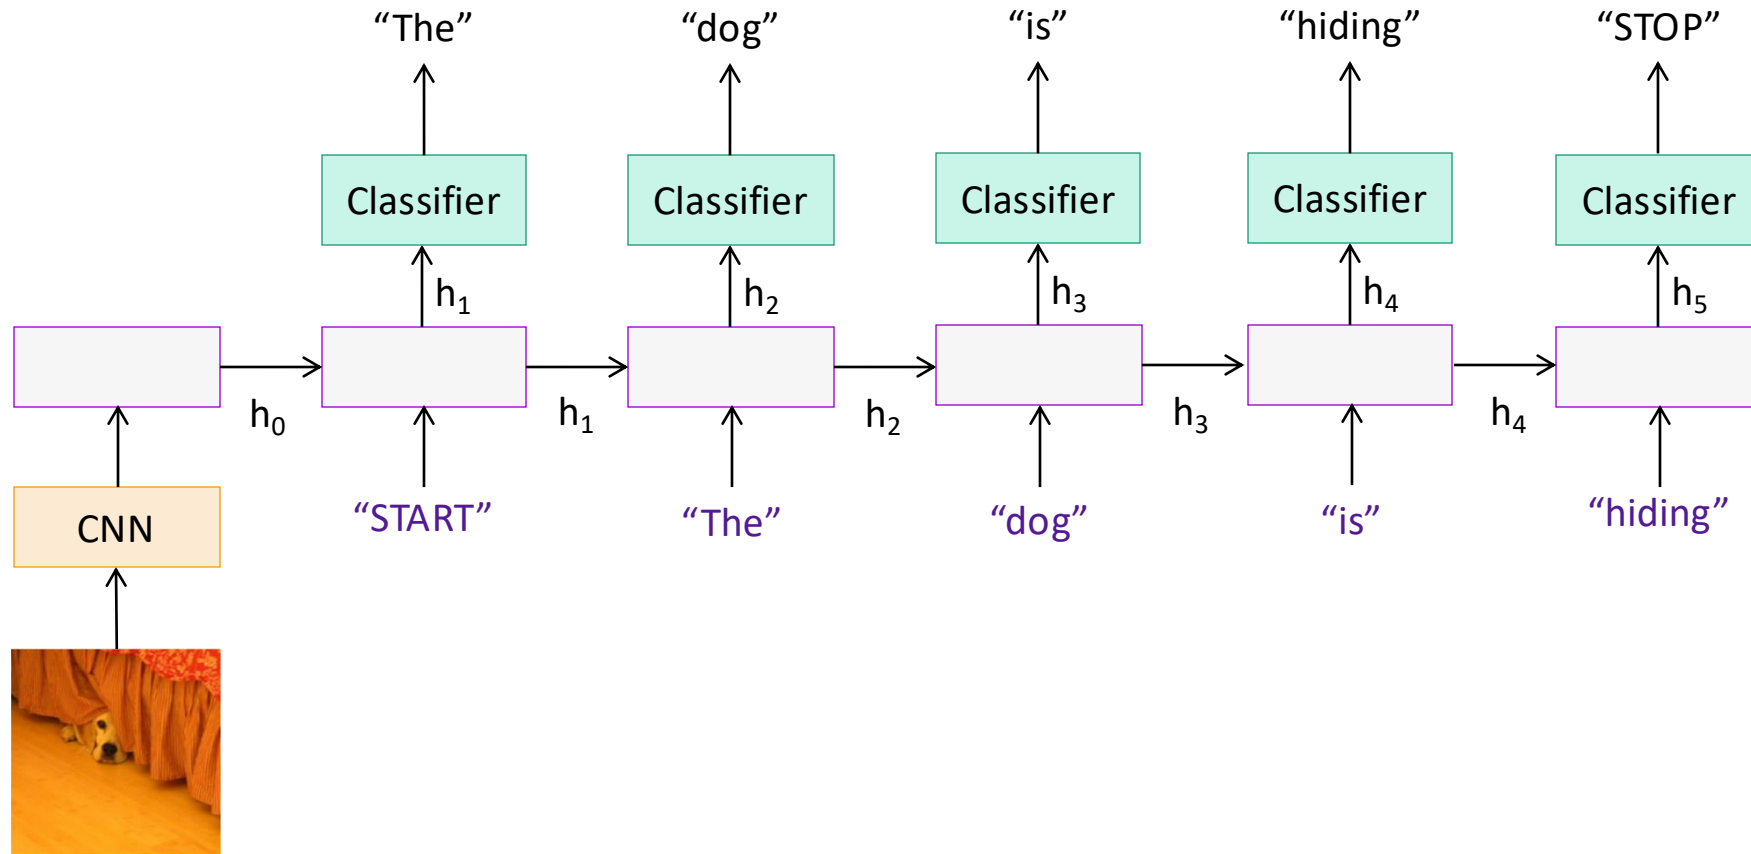 “The” “dog” “is” “hiding” “STOP”
Classifier Classifier Classifier Classifier Classifier
h₁ h₂ h₃ h₄ h₅
h₀ h₁ h₂ h₃ h₄
CNN “START” “The” “dog” “is” “hiding”